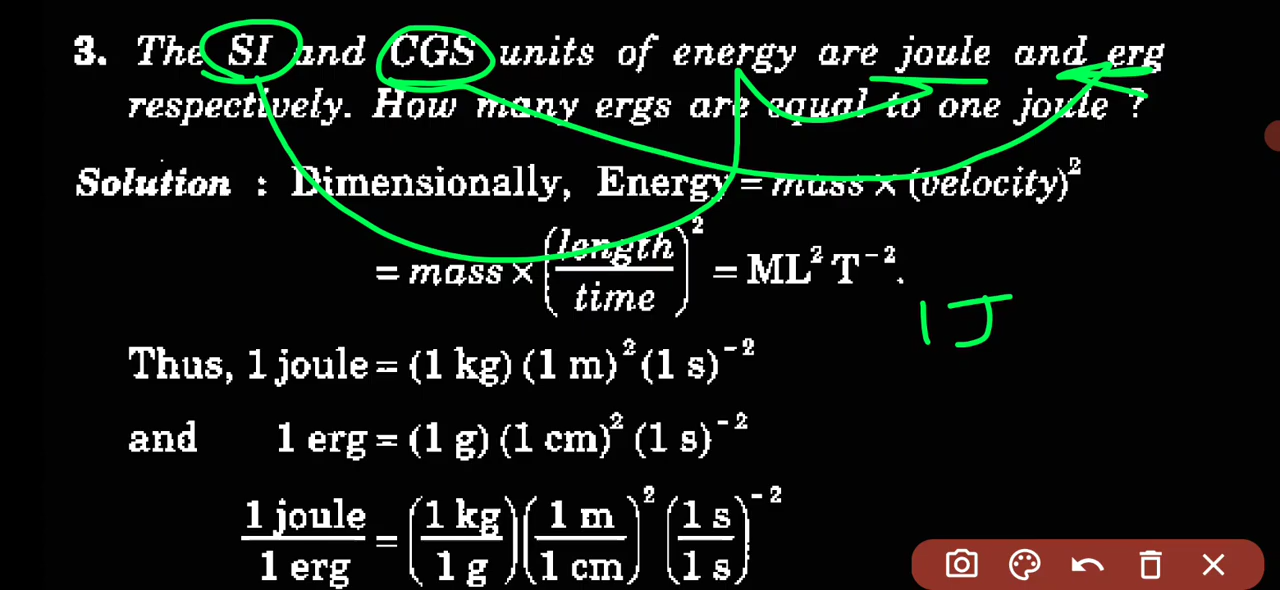 3. The SI and CGS units of energy are joule and erg
respectively. How many ergs are equal to one joule ?
Solution : Dimensionally, Energy = mass × (velocity)²
= mass × (length/time)² = ML² T⁻².
1J
Thus, 1 joule = (1 kg) (1 m)² (1 s)⁻²
and 1 erg = (1 g) (1 cm)² (1 s)⁻²
1 joule/1 erg = (1 kg/1 g) (1 m/1 cm)² (1 s/1 s)⁻²